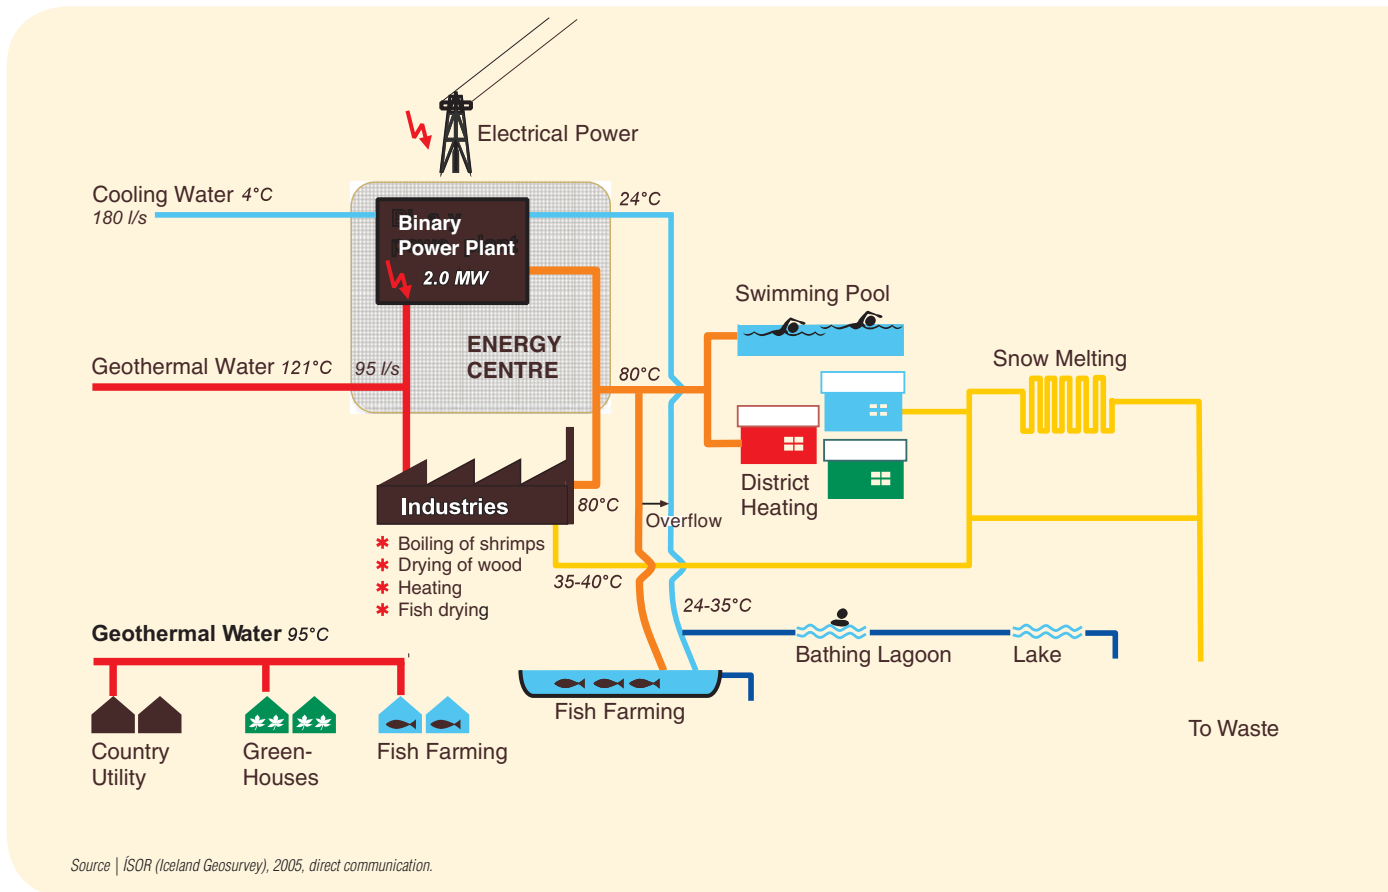 Electrical Power
Cooling Water 4°C
180 l/s
24°C
Binary
Power Plant
2.0 MW
Swimming Pool
ENERGY
CENTRE
Geothermal Water 121°C
95 l/s
80°C
Snow Melting
District
Heating
Industries
80°C
Overflow
Boiling of shrimps
Drying of wood
Heating
Fish drying
35-40°C
24-35°C
Geothermal Water 95°C
Bathing Lagoon
Lake
Fish Farming
To Waste
Country
Utility
Green-
Houses
Fish Farming
Source | ÍSOR (Iceland Geosurvey), 2005, direct communication.